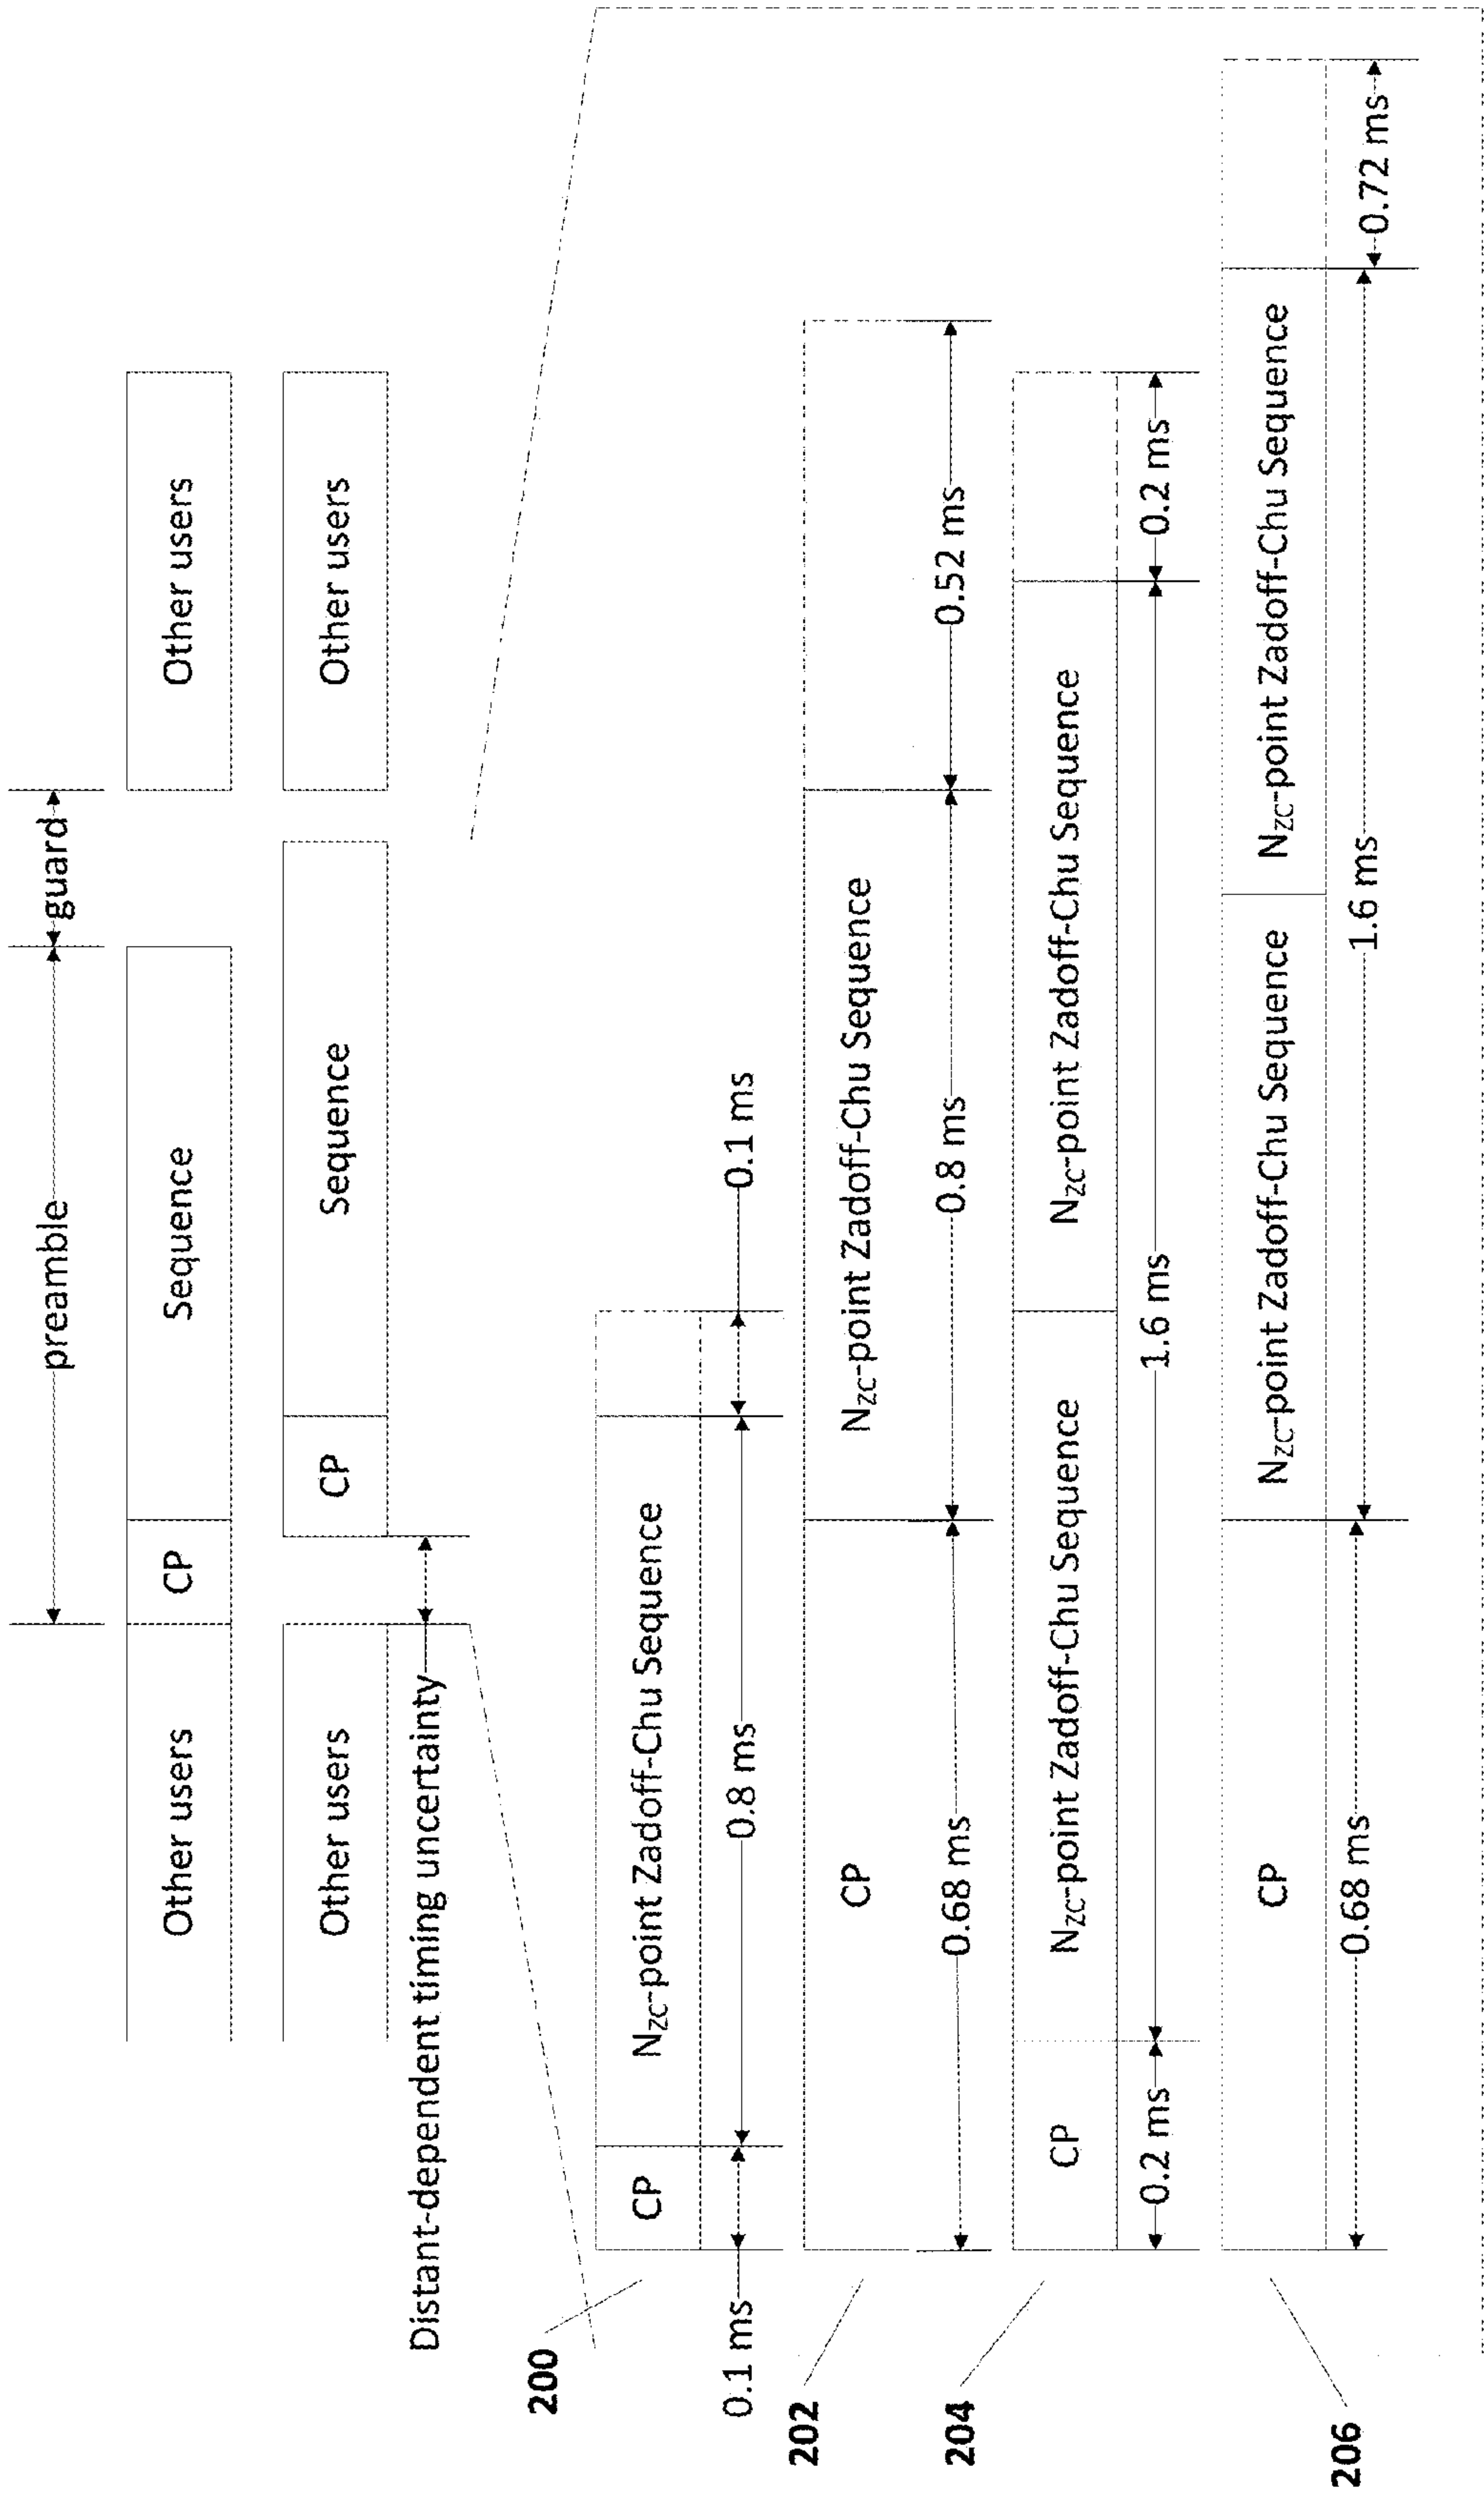 preamble
guard
Other users
CP
Sequence
Other users
Other users
CP
Sequence
Other users
Distant-dependent timing uncertainty
200
CP
N_ZC-point Zadoff-Chu Sequence
0.1 ms
0.8 ms
0.1 ms
202
CP
N_ZC-point Zadoff-Chu Sequence
0.68 ms
0.8 ms
0.52 ms
204
CP
N_ZC-point Zadoff-Chu Sequence
N_ZC-point Zadoff-Chu Sequence
0.2 ms
1.6 ms
0.2 ms
206
CP
N_ZC-point Zadoff-Chu Sequence
N_ZC-point Zadoff-Chu Sequence
0.68 ms
1.6 ms
0.72 ms